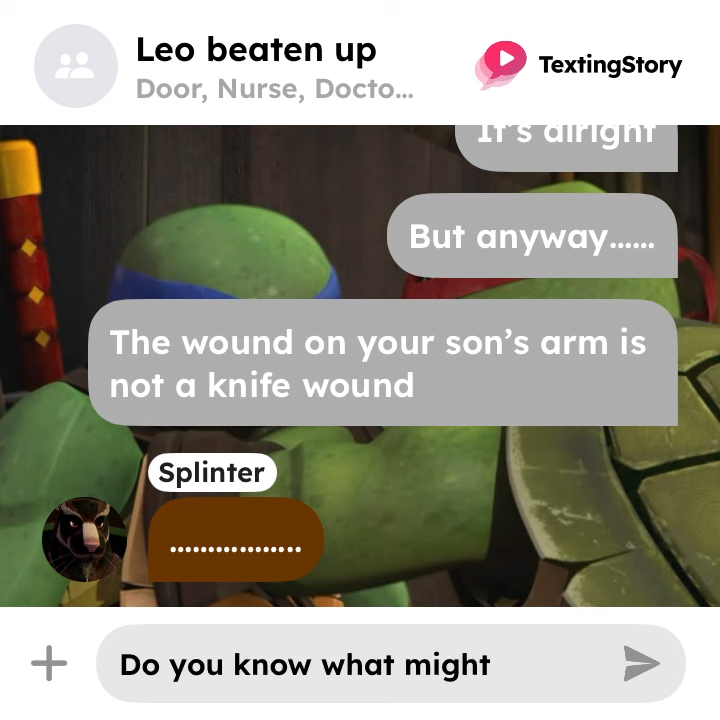 Leo beaten up
Door, Nurse, Docto...
TextingStory
It's alright
But anyway......
The wound on your son's arm is
not a knife wound
Splinter
.................
Do you know what might